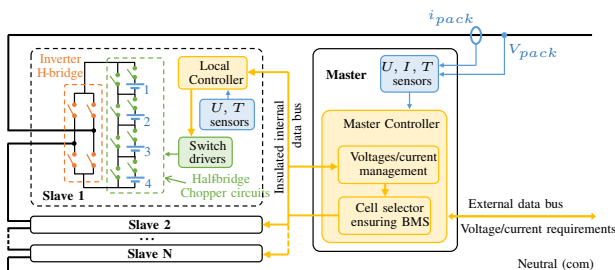 i_pack
V_pack
Inverter
H-bridge
1
2
3
4
Local
Controller
U, T
sensors
Switch
drivers
Halfbridge
Chopper circuits
Slave 1
Insulated internal
data bus
Slave 2
...
Slave N
Master
U, I, T
sensors
Master Controller
Voltages/current
management
Cell selector
ensuring BMS
External data bus
Voltage/current requirements
Neutral (com)